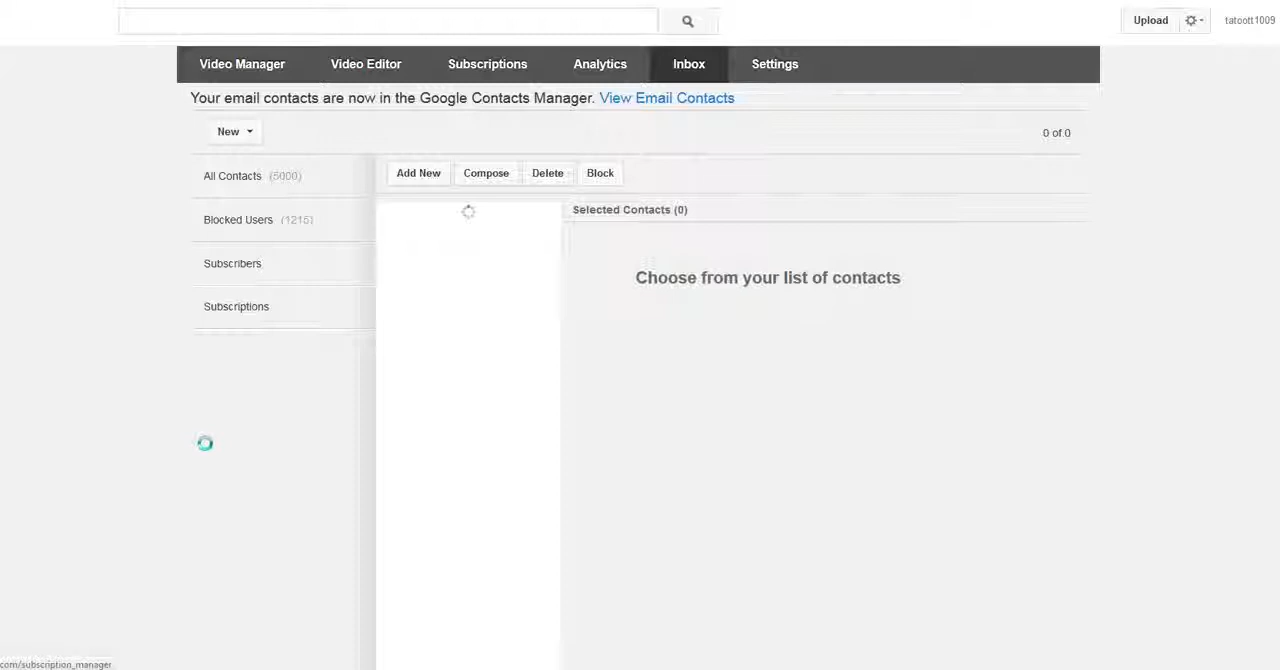 Upload
tatoott1009
Video Manager Video Editor Subscriptions Analytics Inbox Settings
Your email contacts are now in the Google Contacts Manager. View Email Contacts
New 0 of 0
All Contacts (5000)
Blocked Users (1215)
Subscribers
Subscriptions
Add New Compose Delete Block
Selected Contacts (0)
Choose from your list of contacts
com/subscription_manager